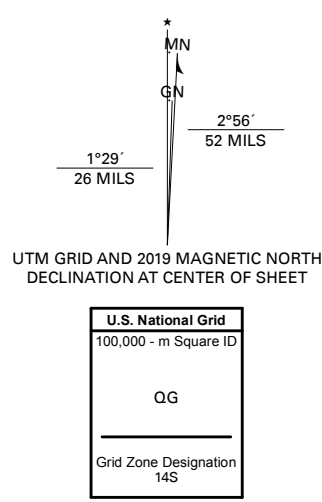 ★
MN
GN
2°56´
52 MILS
1°29´
26 MILS
UTM GRID AND 2019 MAGNETIC NORTH
DECLINATION AT CENTER OF SHEET
U.S. National Grid
100,000 - m Square ID
QG
Grid Zone Designation
14S